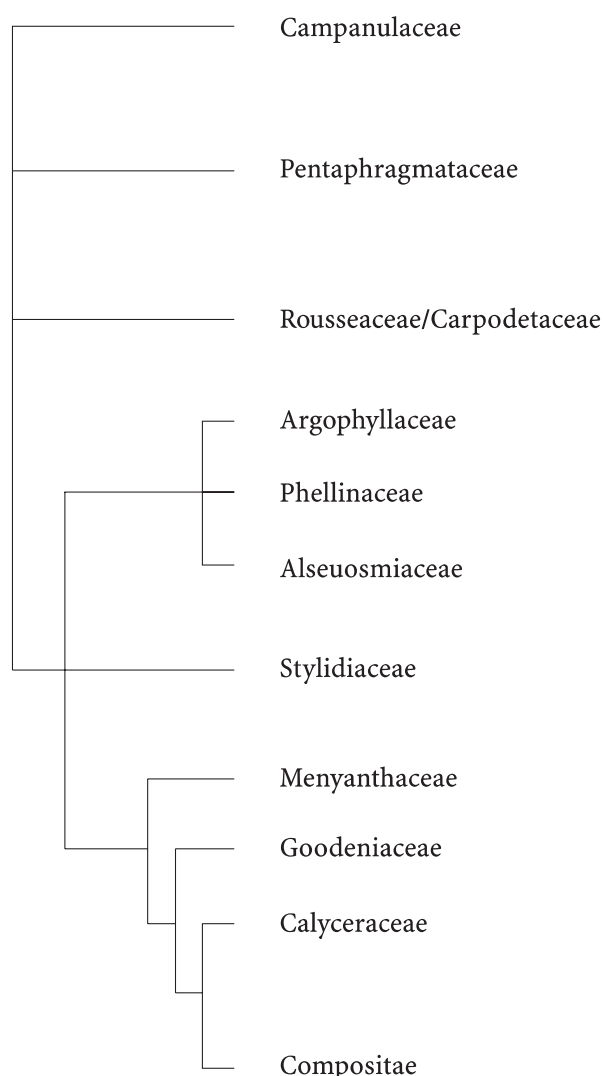 Campanulaceae
Pentaphragmataceae
Rousseaceae/Carpodetaceae
Argophyllaceae
Phellinaceae
Alseuosmiaceae
Stylidiaceae
Menyanthaceae
Goodeniaceae
Calyceraceae
Compositae